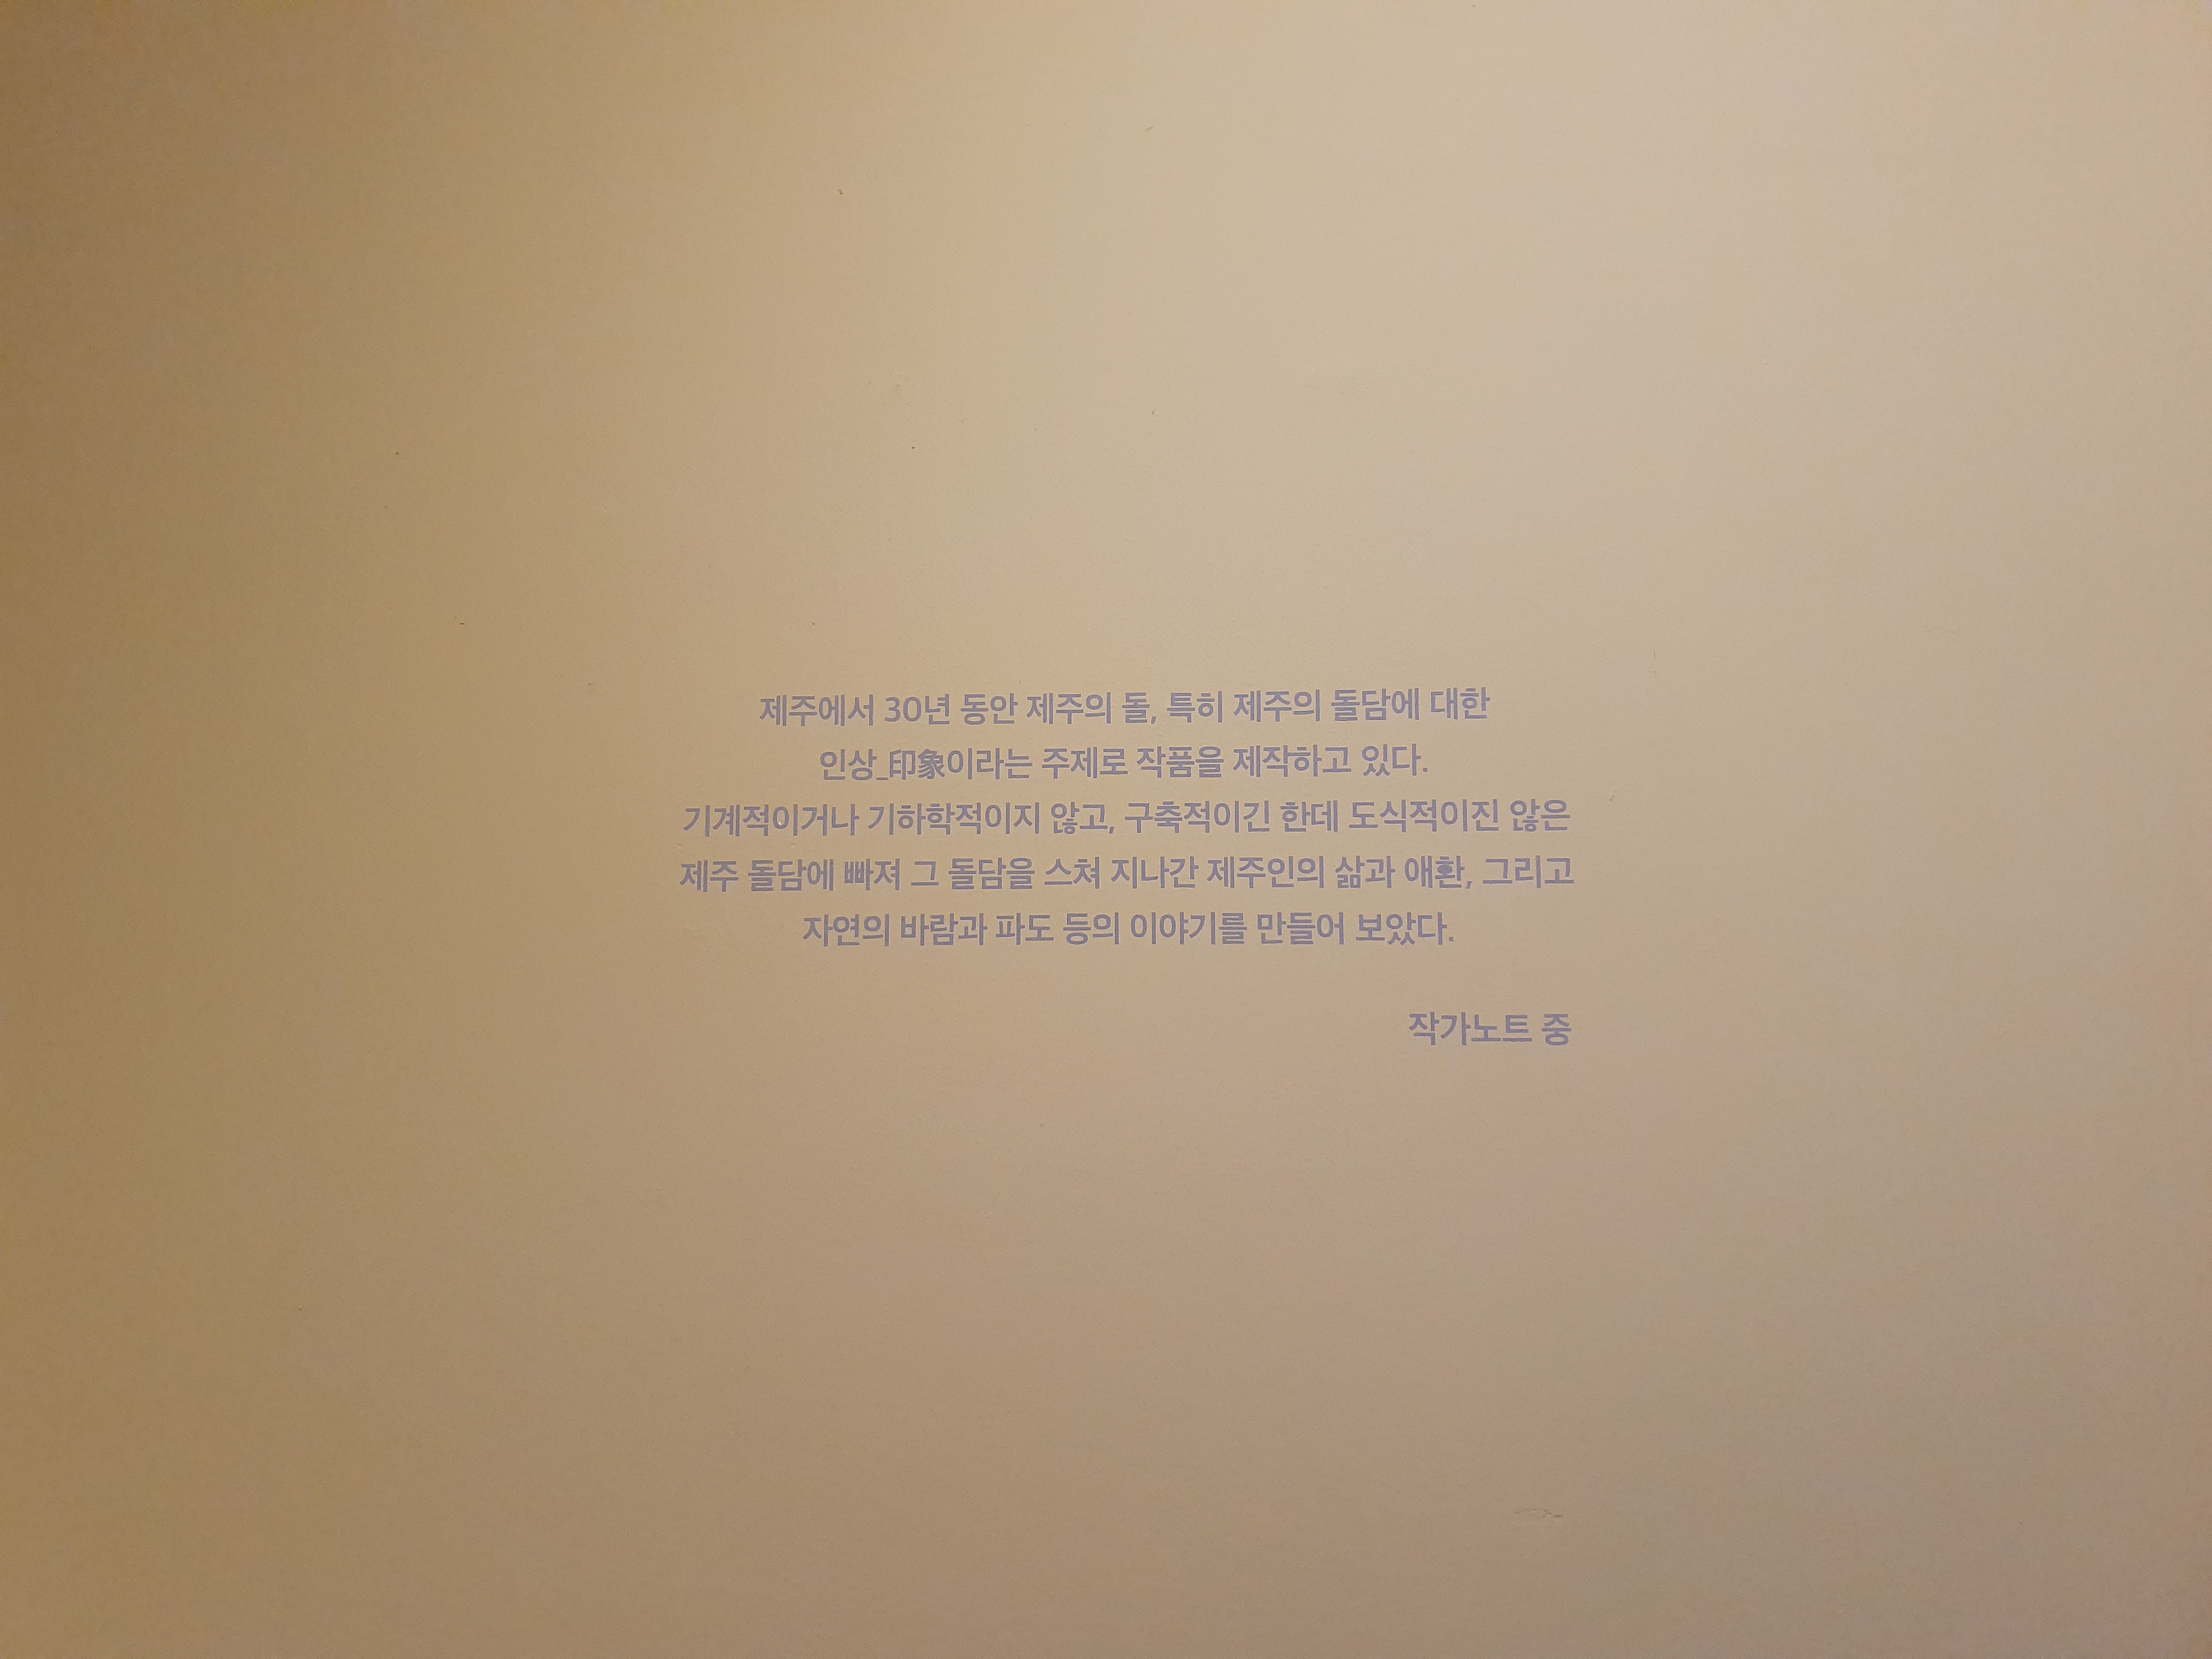 제주에서 30년 동안 제주의 돌, 특히 제주의 돌담에 대한
인상_印象이라는 주제로 작품을 제작하고 있다.
기계적이거나 기하학적이지 않고, 구축적이긴 한데 도식적이진 않은
제주 돌담에 빠져 그 돌담을 스쳐 지나간 제주인의 삶과 애환, 그리고
자연의 바람과 파도 등의 이야기를 만들어 보았다.
작가노트 중